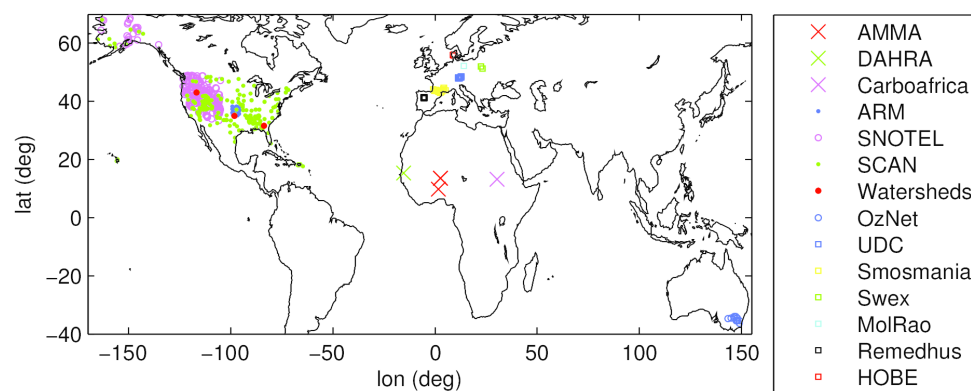 60
40
20
0
−20
−40
−150
−100
−50
0
50
100
150
lat (deg)
lon (deg)
AMMA
DAHRA
Carboafrica
ARM
SNOTEL
SCAN
Watersheds
OzNet
UDC
Smosmania
Swex
MolRao
Remedhus
HOBE